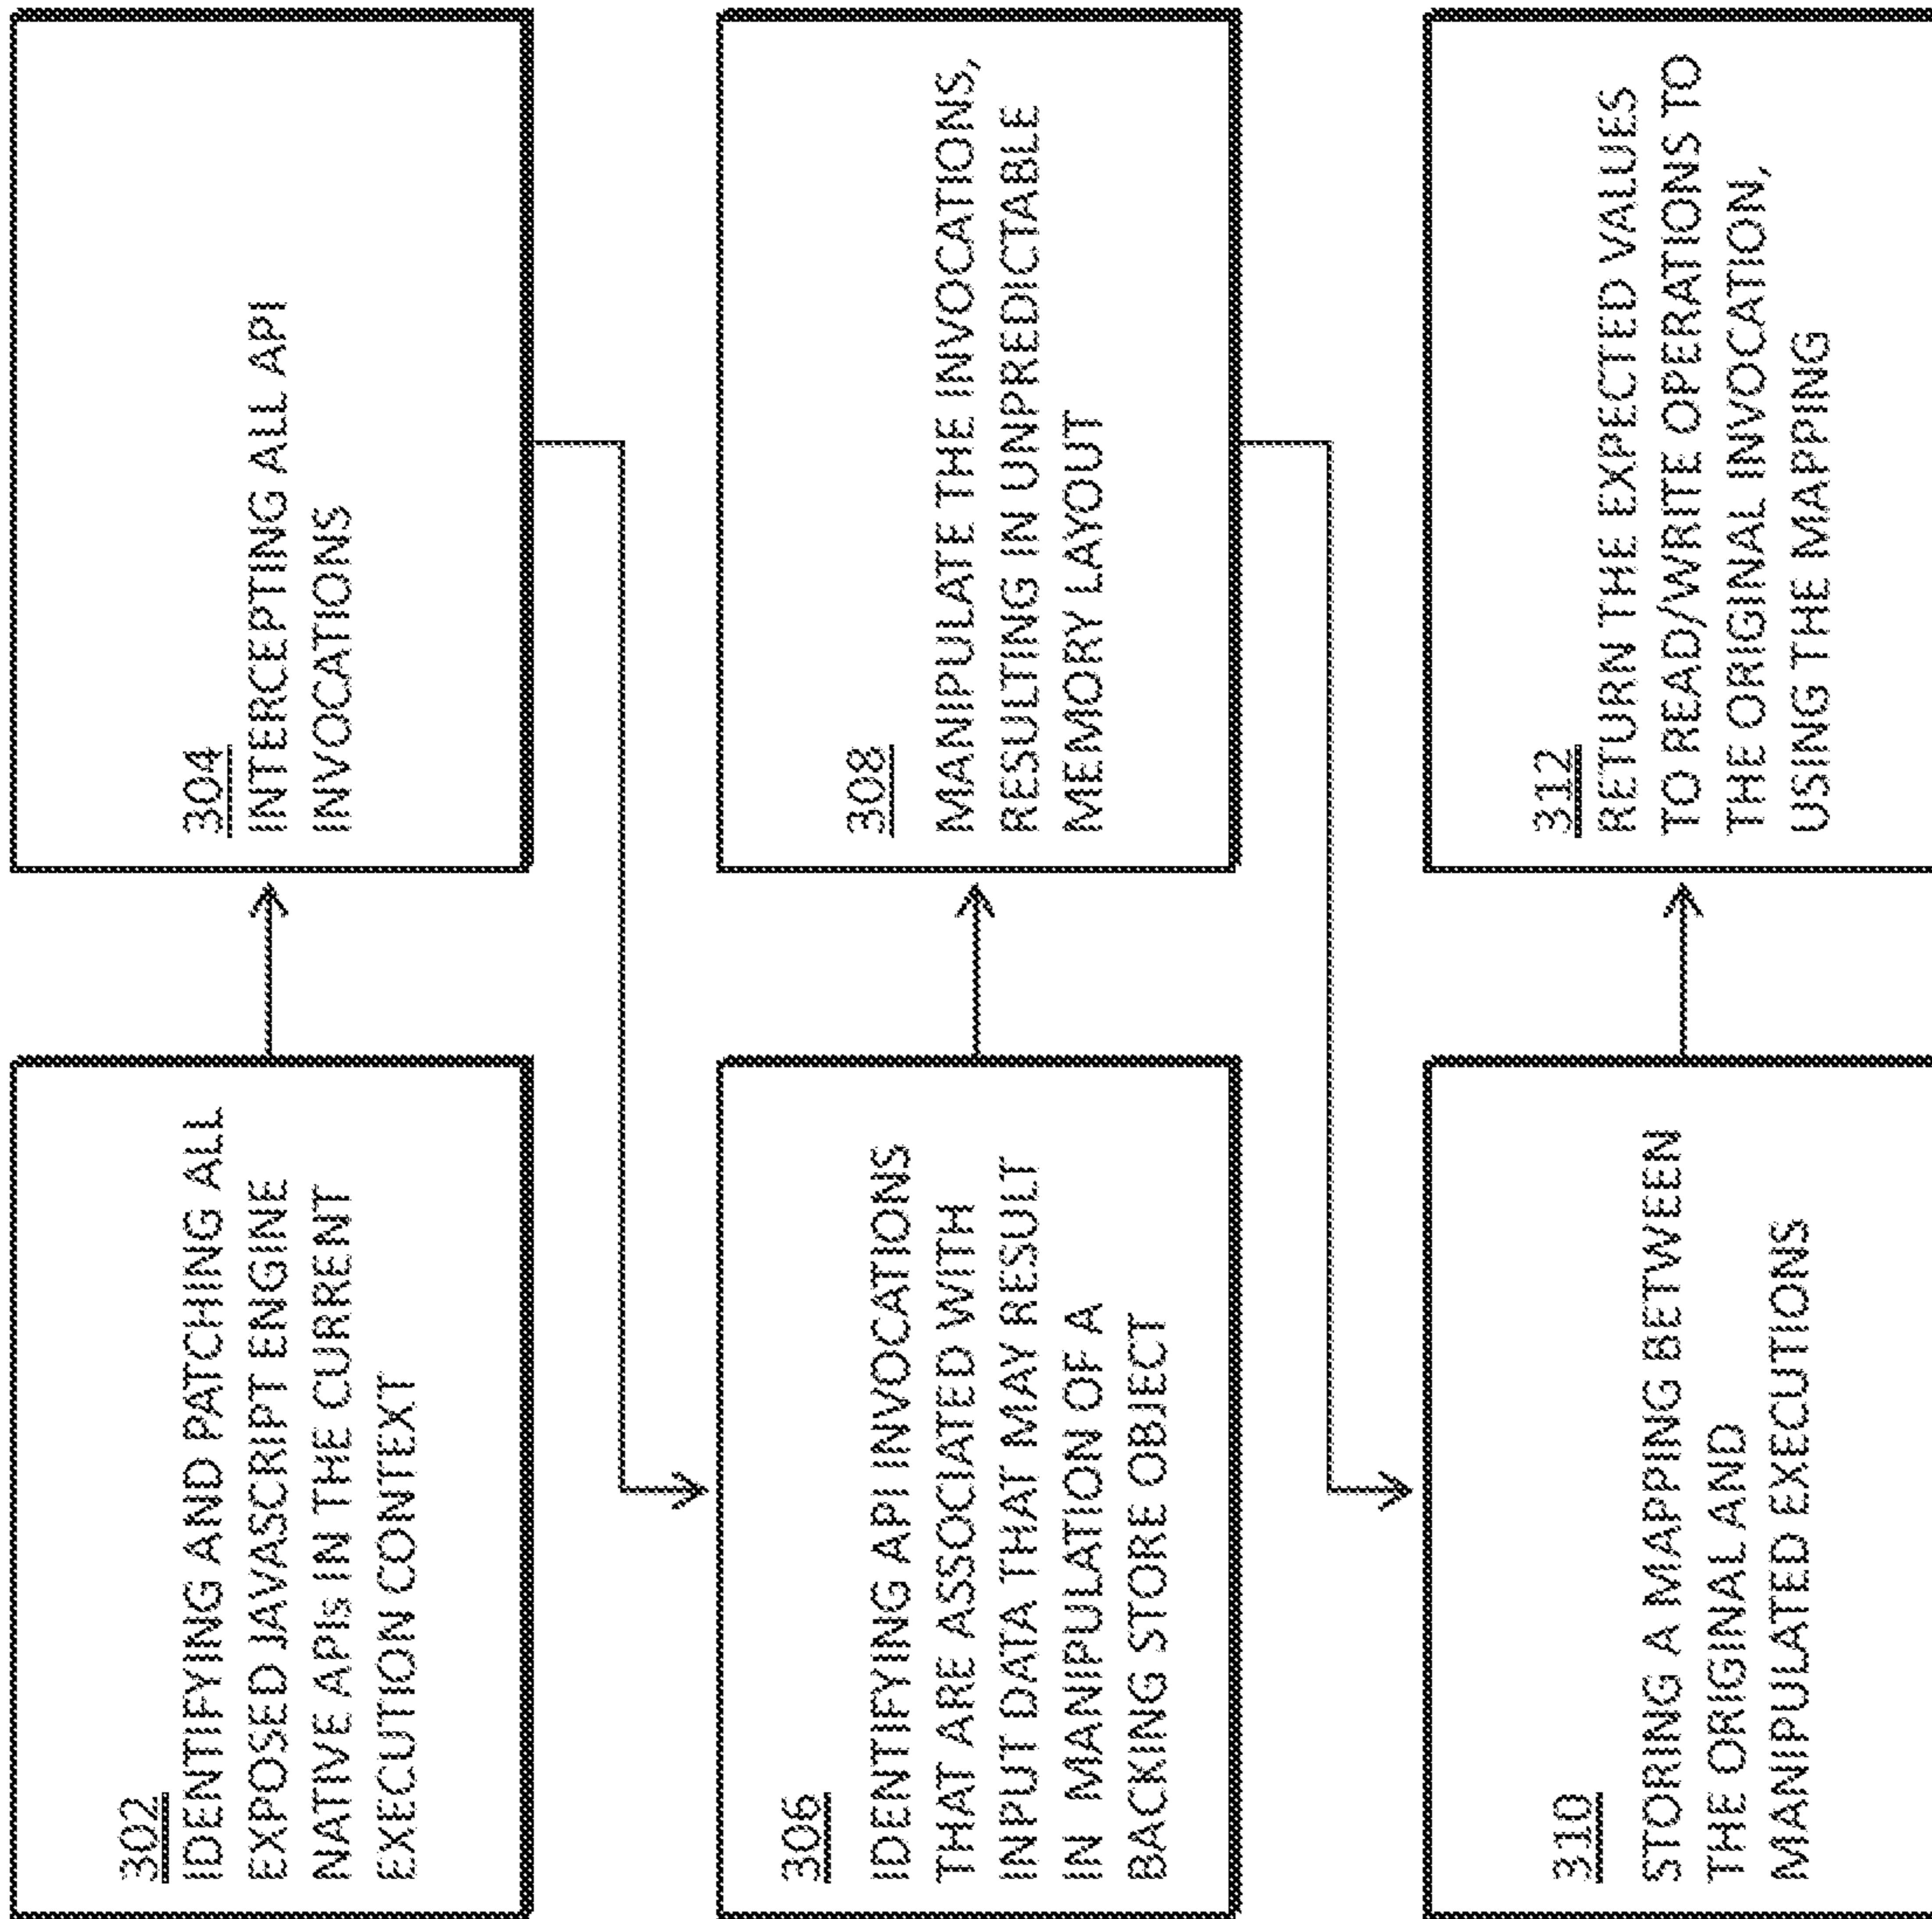 302
IDENTIFYING AND PATCHING ALL
EXPOSED JAVASCRIPT ENGINE
NATIVE APIs IN THE CURRENT
EXECUTION CONTEXT
304
INTERCEPTING ALL API
INVOCATIONS
306
IDENTIFYING API INVOCATIONS
THAT ARE ASSOCIATED WITH
INPUT DATA THAT MAY RESULT
IN MANIPULATION OF A
BACKING STORE OBJECT
308
MANIPULATE THE INVOCATIONS,
RESULTING IN UNPREDICTABLE
MEMORY LAYOUT
310
STORING A MAPPING BETWEEN
THE ORIGINAL AND
MANIPULATED EXECUTIONS
312
RETURN THE EXPECTED VALUES
TO READ/WRITE OPERATIONS TO
THE ORIGINAL INVOCATION,
USING THE MAPPING